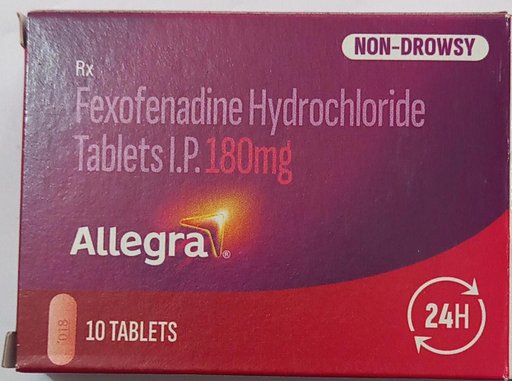 NON-DROWSY
Rx
Fexofenadine Hydrochloride
Tablets I.P. 180mg
Allegra®
10 TABLETS
24H